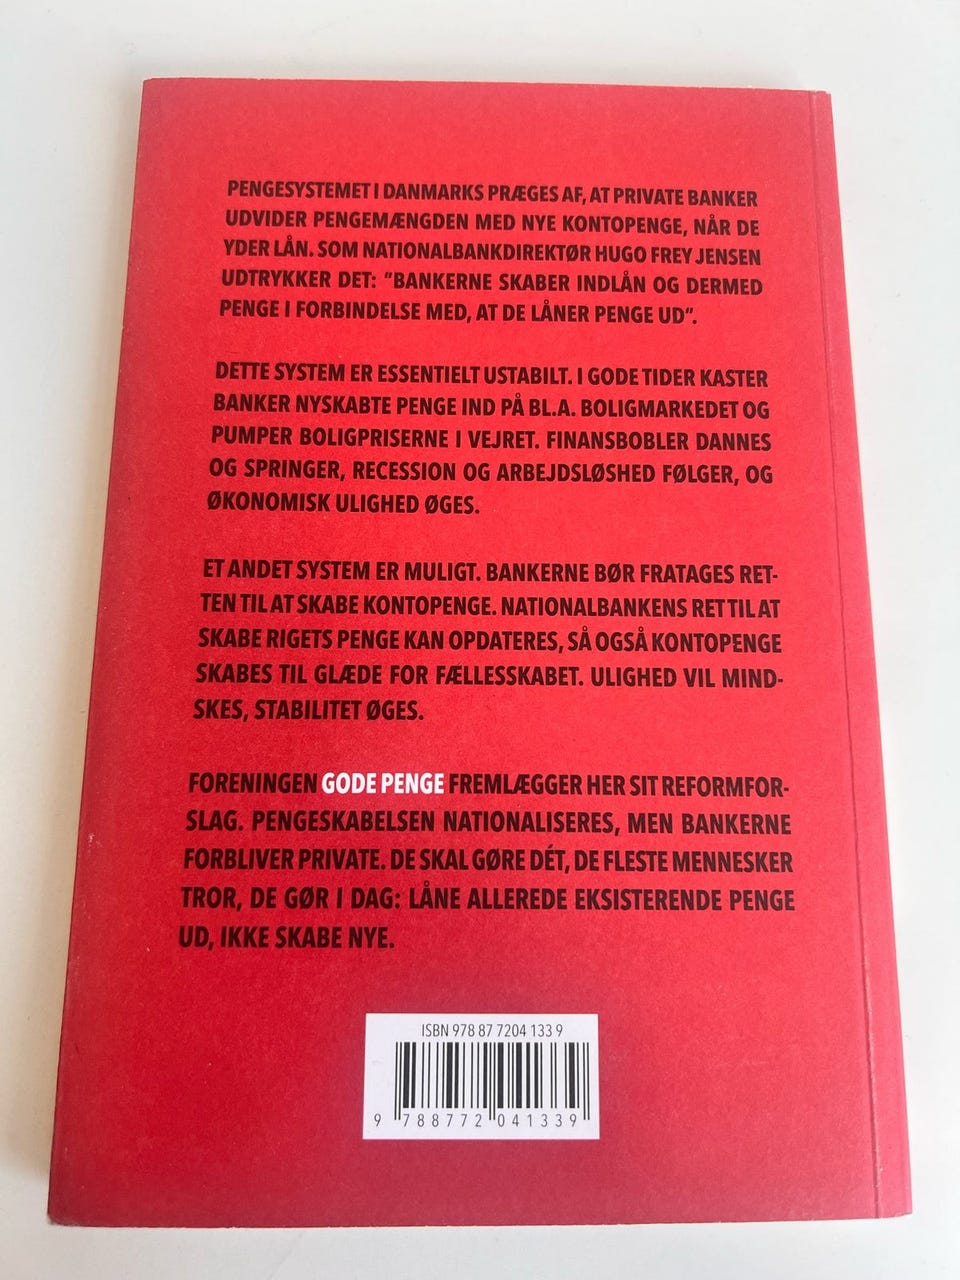 PENGESYSTEMET I DANMARKS PRÆGES AF, AT PRIVATE BANKER
UDVIDER PENGEMÆNGDEN MED NYE KONTOPENGE, NÅR DE
YDER LÅN. SOM NATIONALBANKDIREKTØR HUGO FREY JENSEN
UDTRYKKER DET: "BANKERNE SKABER INDLÅN OG DERMED
PENGE I FORBINDELSE MED, AT DE LÅNER PENGE UD".
DETTE SYSTEM ER ESSENTIELT USTABILT. I GODE TIDER KASTER
BANKER NYSKABTE PENGE IND PÅ BL.A. BOLIGMARKEDET OG
PUMPER BOLIGPRISERNE I VEJRET. FINANSBOBLER DANNES
OG SPRINGER, RECESSION OG ARBEJDSLØSHED FØLGER, OG
ØKONOMISK ULIGHED ØGES.
ET ANDET SYSTEM ER MULIGT. BANKERNE BØR FRATAGES RET-
TEN TIL AT SKABE KONTOPENGE. NATIONALBANKENS RET TIL AT
SKABE RIGETS PENGE KAN OPDATERES, SÅ OGSÅ KONTOPENGE
SKABES TIL GLÆDE FOR FÆLLESSKABET. ULIGHED VIL MIND-
SKES, STABILITET ØGES.
FORENINGEN GODE PENGE FREMLÆGGER HER SIT REFORMFOR-
SLAG. PENGESKABELSEN NATIONALISERES, MEN BANKERNE
FORBLIVER PRIVATE. DE SKAL GØRE DÉT, DE FLESTE MENNESKER
TROR, DE GØR I DAG: LÅNE ALLEREDE EKSISTERENDE PENGE
UD, IKKE SKABE NYE.
ISBN 978 87 7204 133 9
9 788772 041339